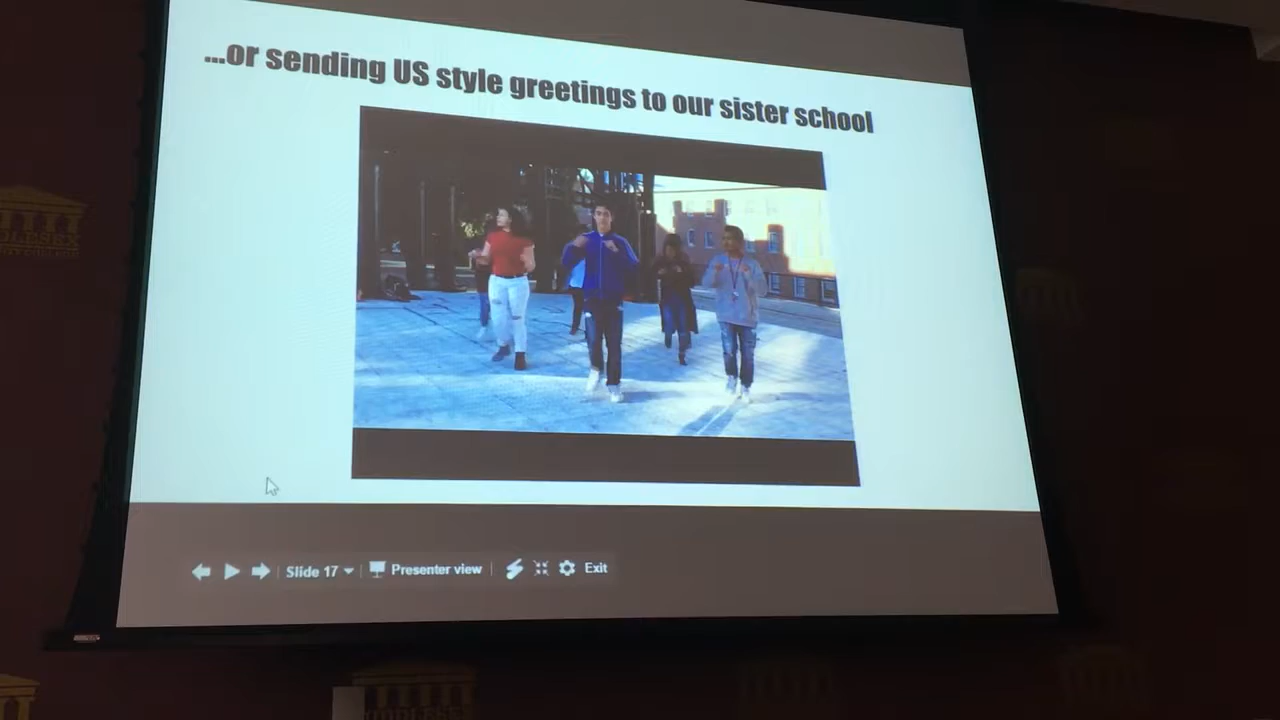 ...or sending US style greetings to our sister school
Slide 17
Presenter view
Exit